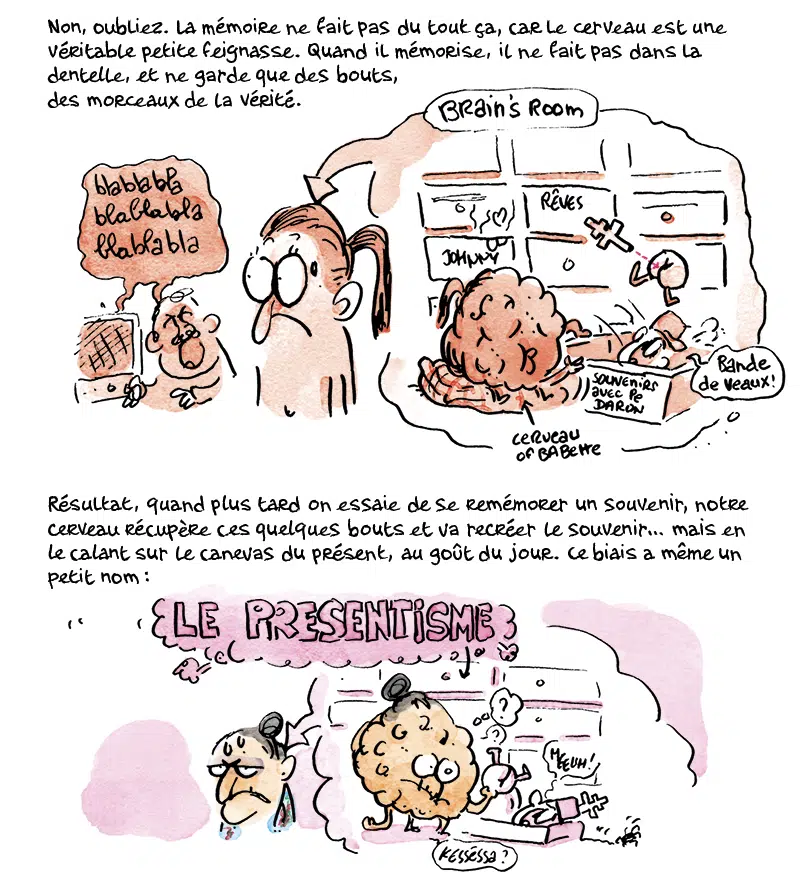 Non, oubliez. La mémoire ne fait pas du tout ça, car le cerveau est une
véritable petite feignasse. Quand il mémorise, il ne fait pas dans la
dentelle, et ne garde que des bouts,
des morceaux de la vérité.
BRain's Room
blablabla
blablabla
blablabla
RÊVES
JOHNNY
SOUVENIRS
avec Pe
DARON
Bande
de veaux!
cerveau
of BABette
Résultat, quand plus tard on essaie de se remémorer un souvenir, notre
cerveau récupère ces quelques bouts et va recréer le souvenir... mais en
le calant sur le canevas du présent, au goût du jour. Ce biais a même un
petit nom :
LE PRESENTISME
?
MEEUH!
KESSÉSSA ?